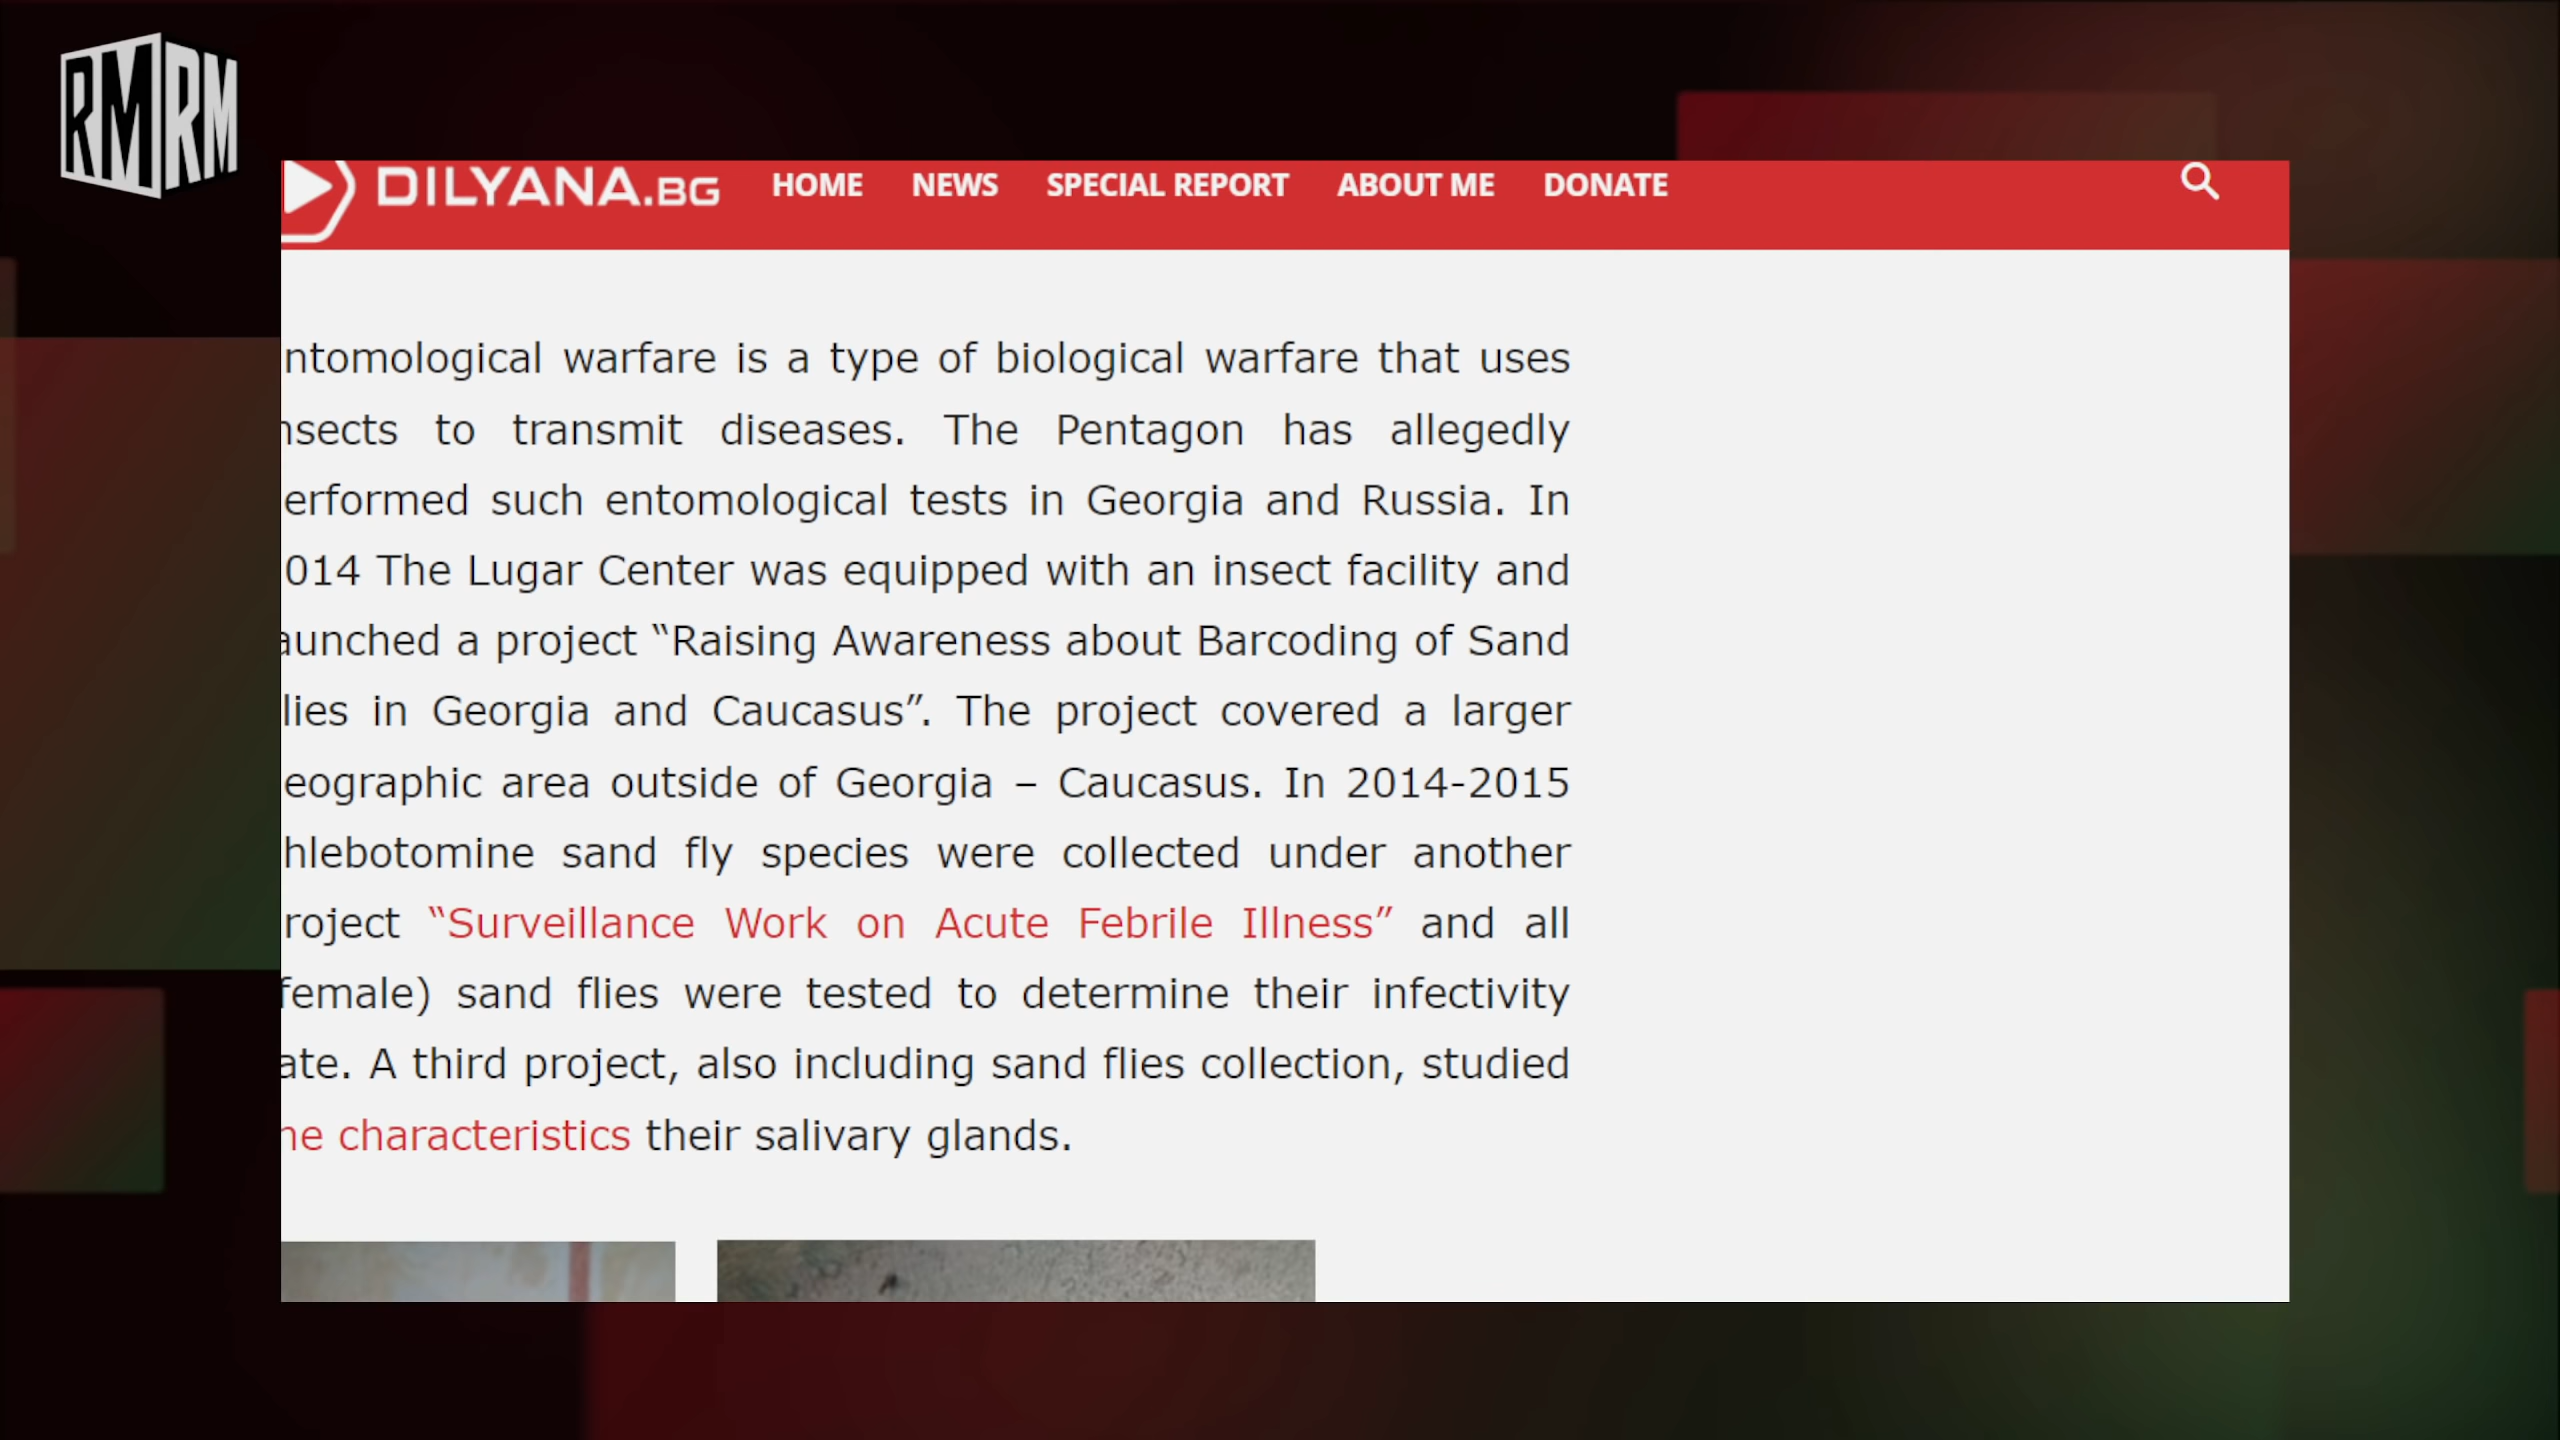 RMRM
DILYANA.BG HOME NEWS SPECIAL REPORT ABOUT ME DONATE
ntomological warfare is a type of biological warfare that uses
nsects to transmit diseases. The Pentagon has allegedly
erformed such entomological tests in Georgia and Russia. In
014 The Lugar Center was equipped with an insect facility and
aunched a project “Raising Awareness about Barcoding of Sand
lies in Georgia and Caucasus”. The project covered a larger
eographic area outside of Georgia – Caucasus. In 2014-2015
hlebotomine sand fly species were collected under another
roject “Surveillance Work on Acute Febrile Illness” and all
female) sand flies were tested to determine their infectivity
ate. A third project, also including sand flies collection, studied
he characteristics their salivary glands.